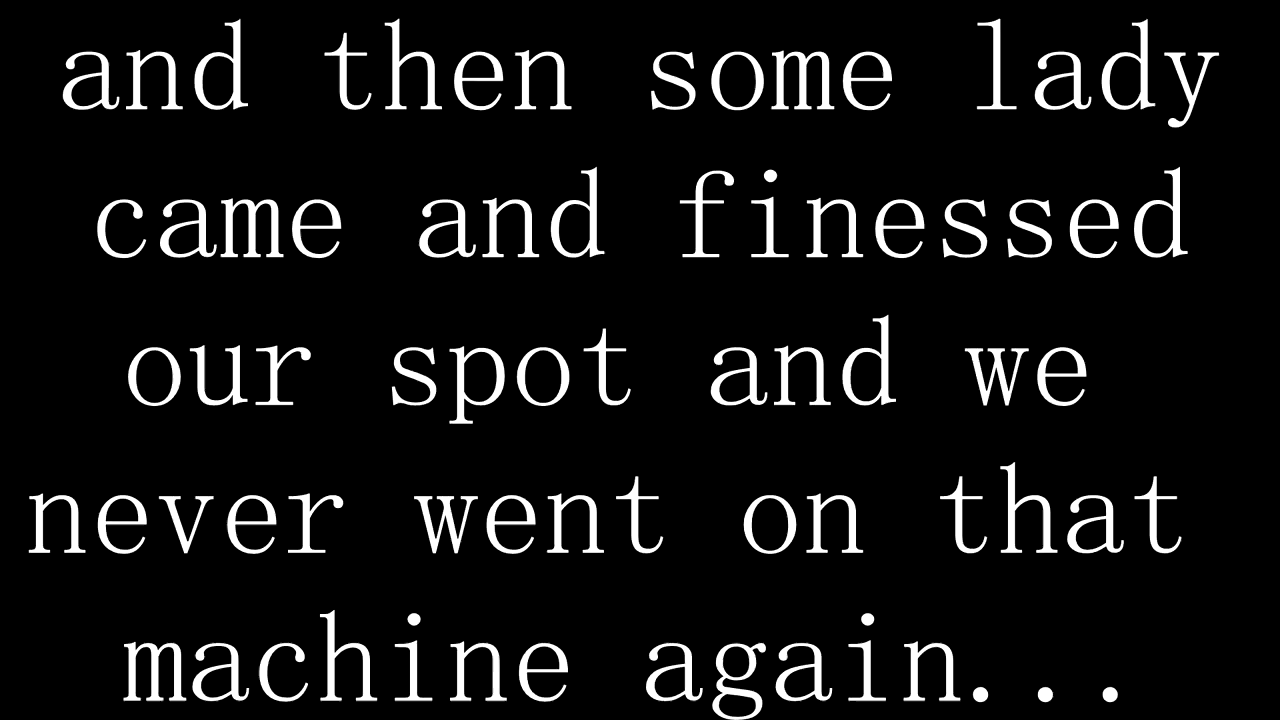 and then some lady
came and finessed
our spot and we
never went on that
machine again...